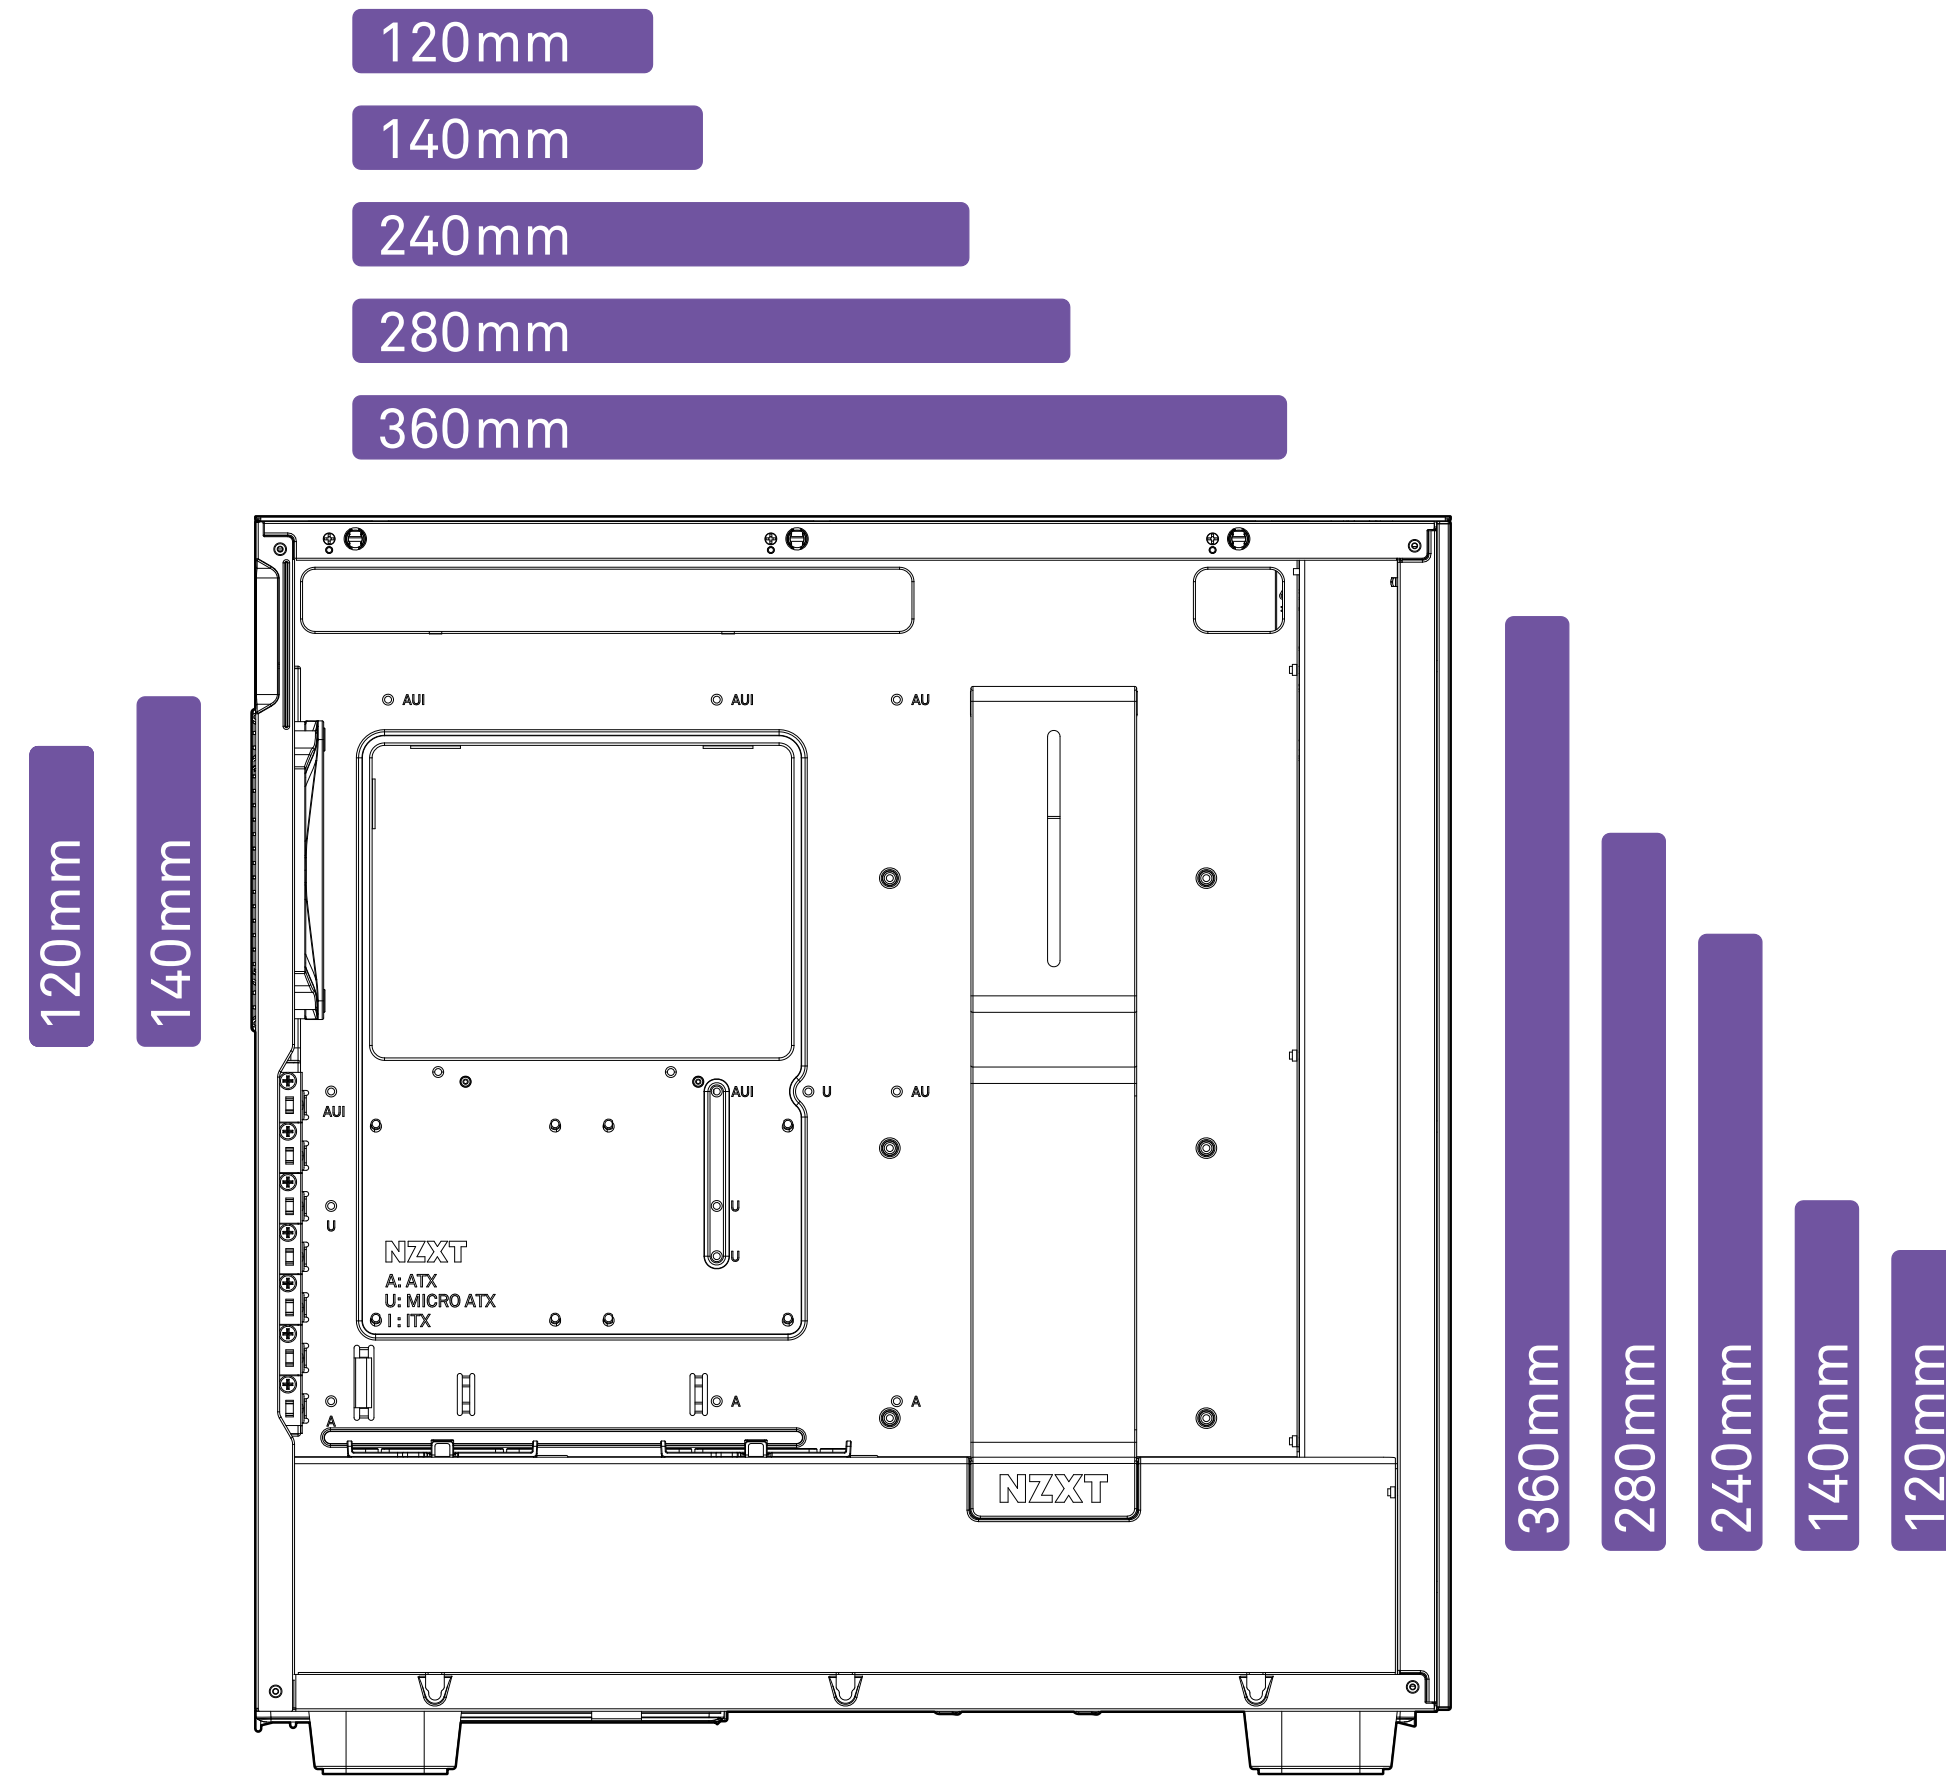 120mm
140mm
240mm
280mm
360mm
AUI
AUI
AU
120mm
140mm
AUI
AUI
U
AU
U
U
U
NZXT
A: ATX
U: MICRO ATX
I : ITX
A
A
A
NZXT
360mm
280mm
240mm
140mm
120mm